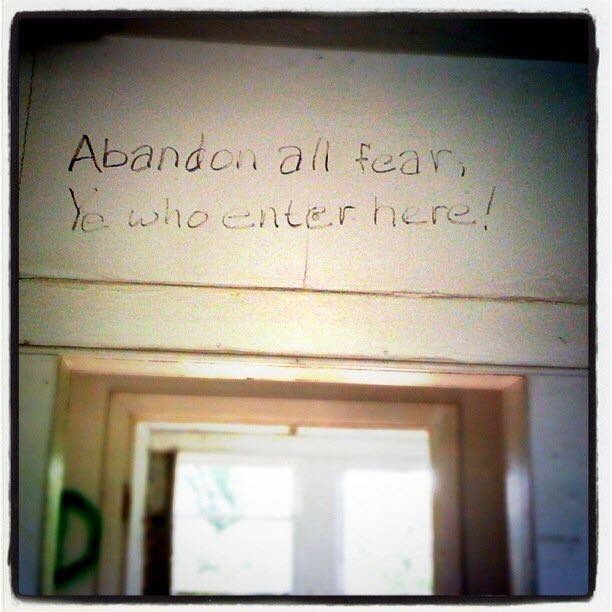 Abandon all fear,
Ye who enter here!
D